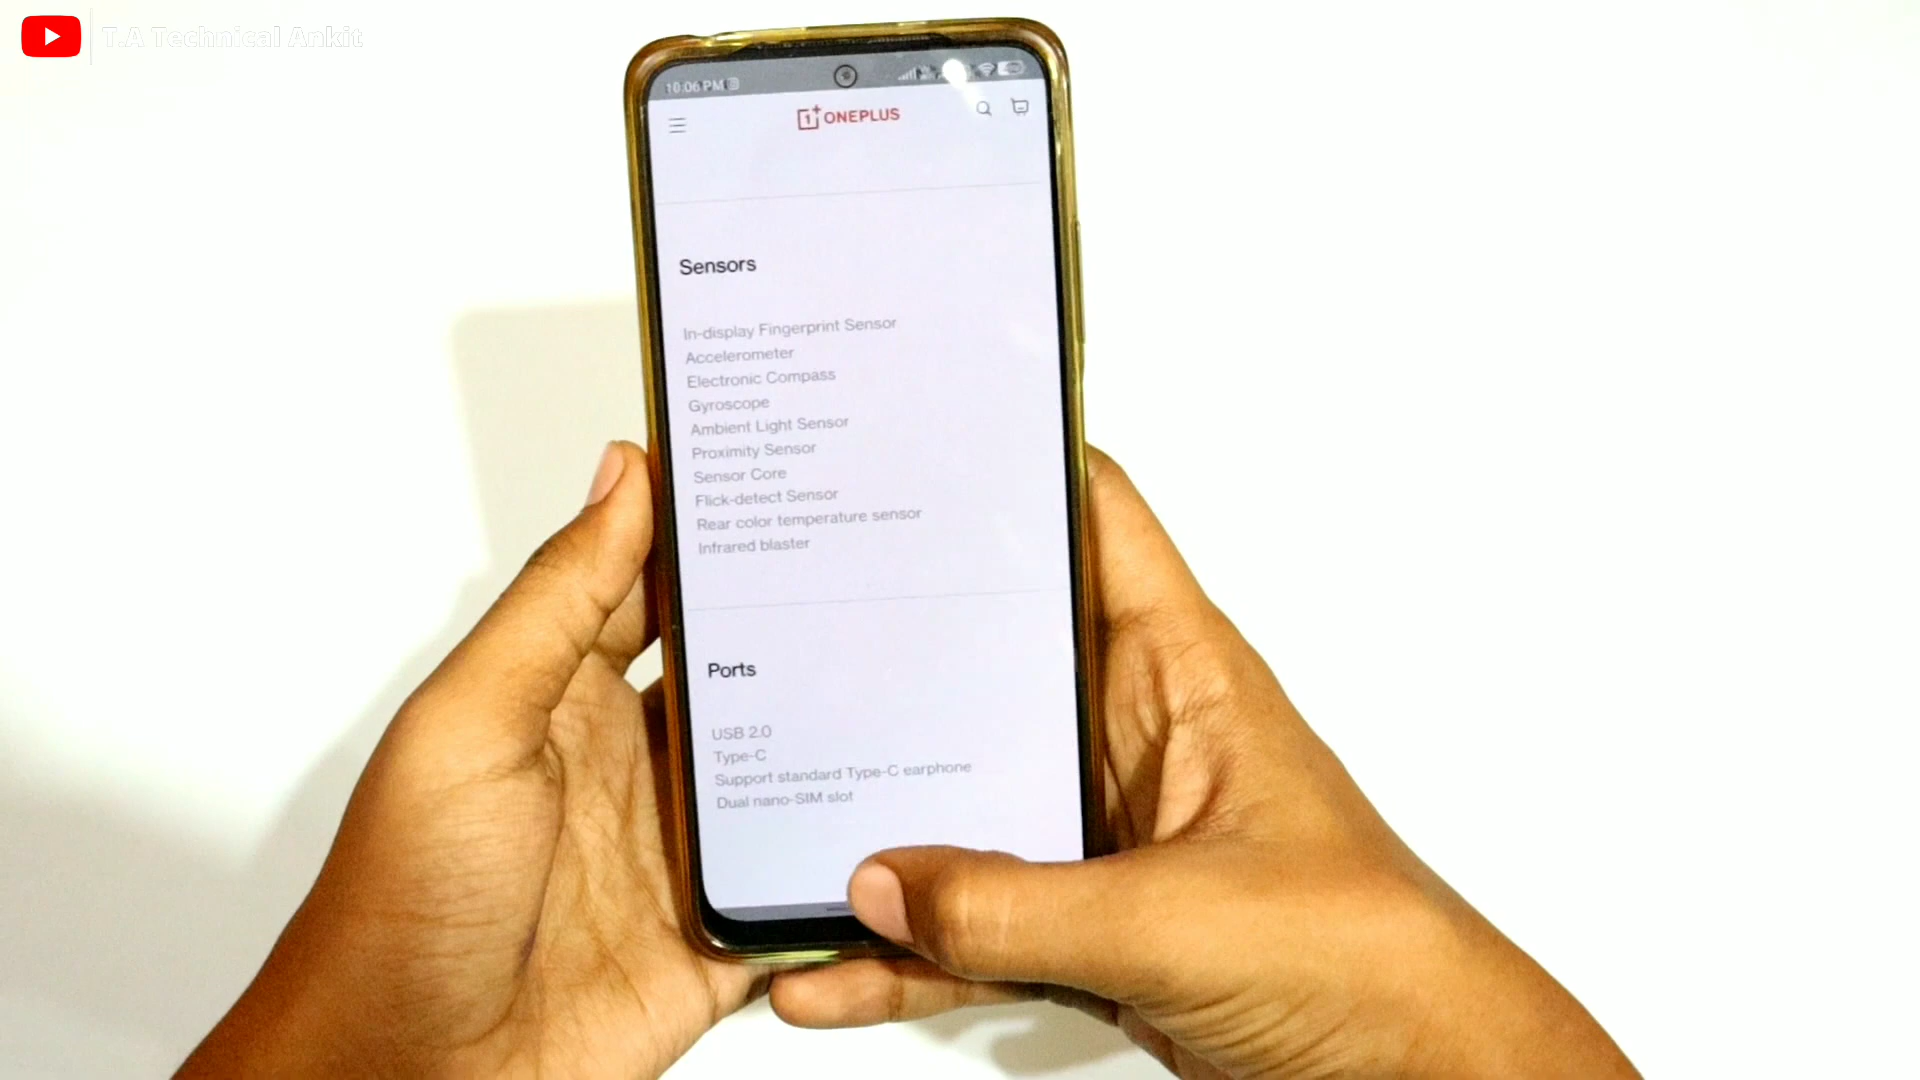 T.A Technical Ankit
10:06 PM
ONEPLUS
Sensors
In-display Fingerprint Sensor
Accelerometer
Electronic Compass
Gyroscope
Ambient Light Sensor
Proximity Sensor
Sensor Core
Flick-detect Sensor
Rear color temperature sensor
Infrared blaster
Ports
USB 2.0
Type-C
Support standard Type-C earphone
Dual nano-SIM slot